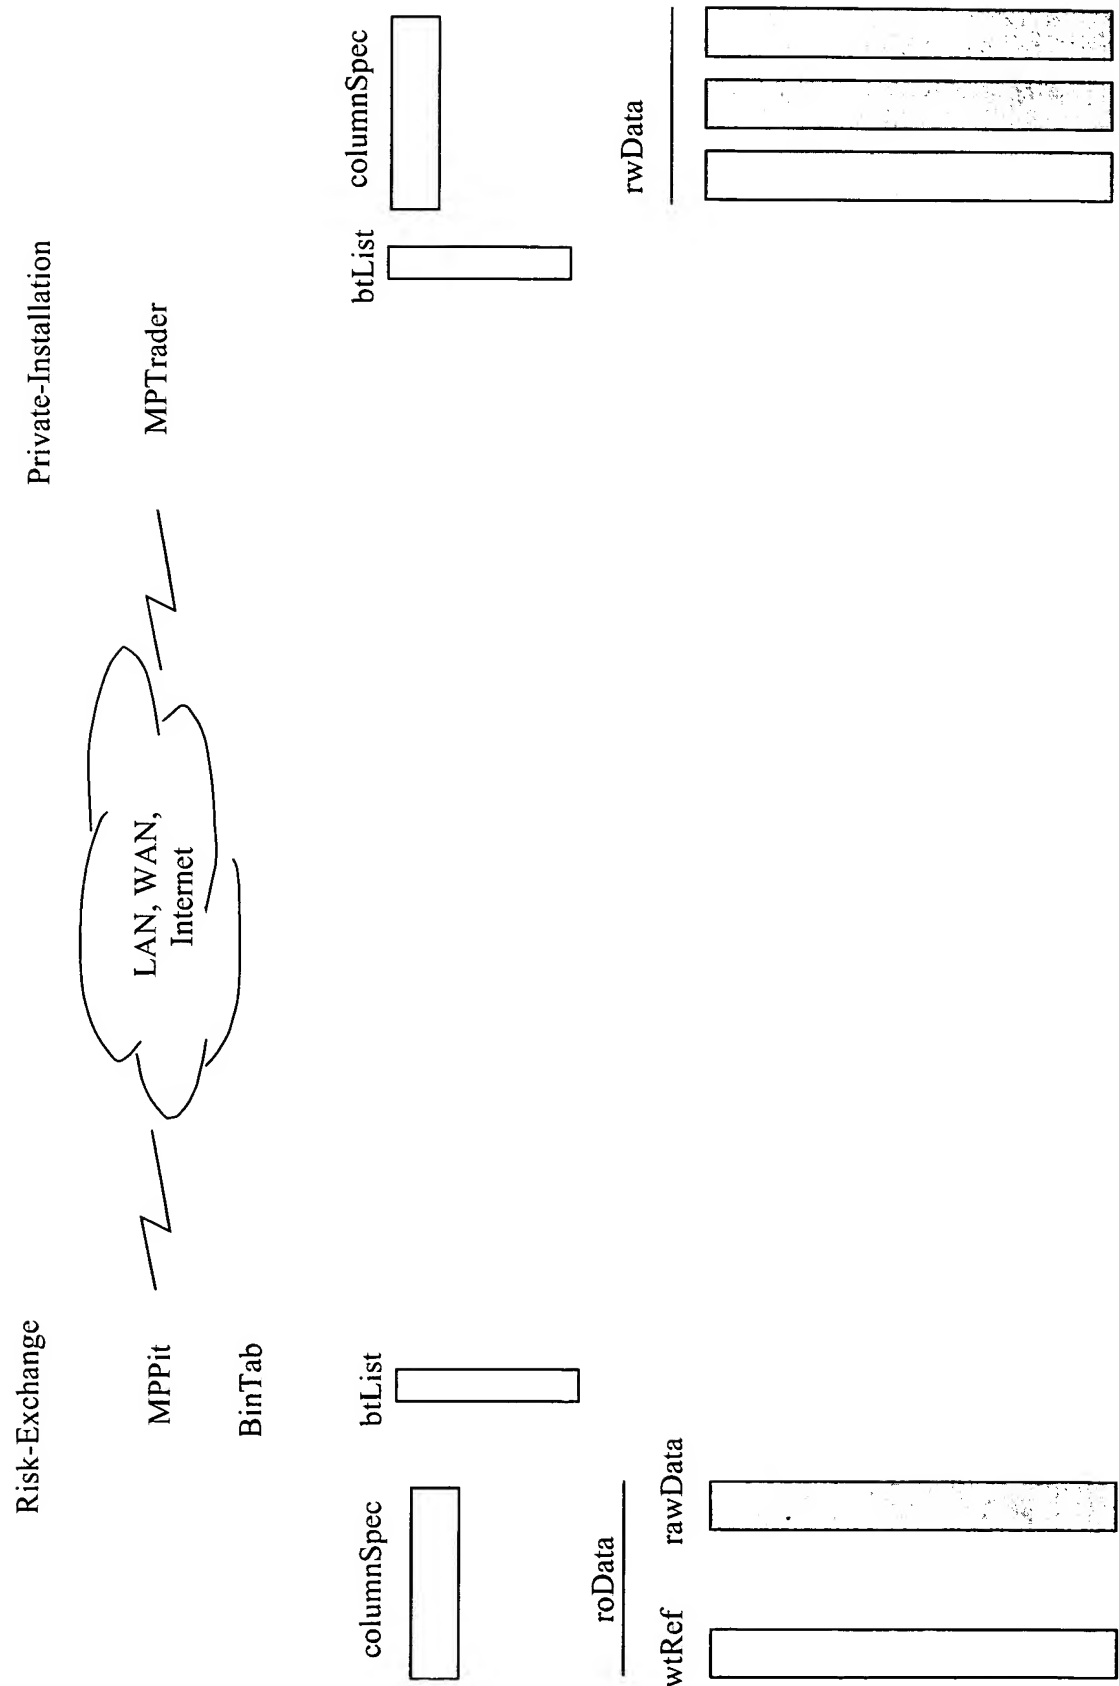 Risk-Exchange
Private-Installation
MPPit
LAN, WAN,
Internet
MPTrader
BinTab
columnSpec
btList
btList
columnSpec
roData
rwData
wtRef
rawData